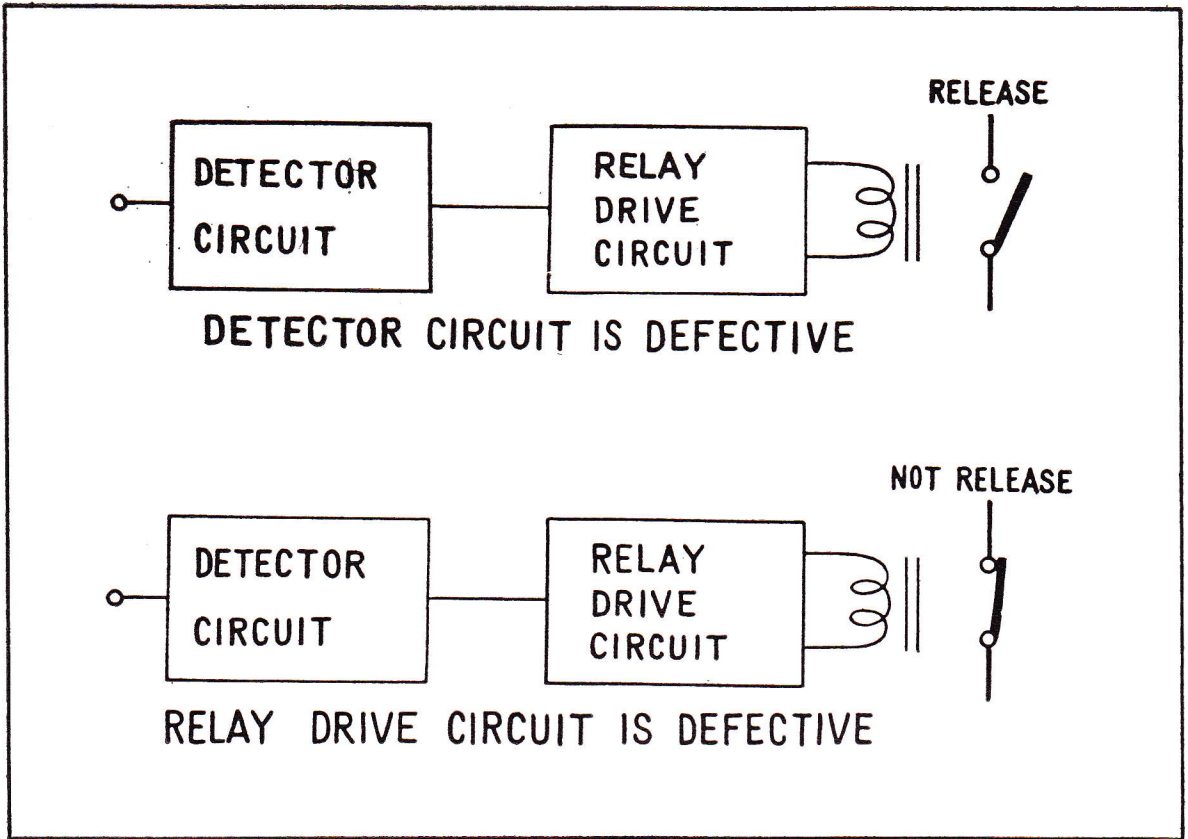 RELEASE
DETECTOR
CIRCUIT
RELAY
DRIVE
CIRCUIT
DETECTOR CIRCUIT IS DEFECTIVE
NOT RELEASE
DETECTOR
CIRCUIT
RELAY
DRIVE
CIRCUIT
RELAY DRIVE CIRCUIT IS DEFECTIVE